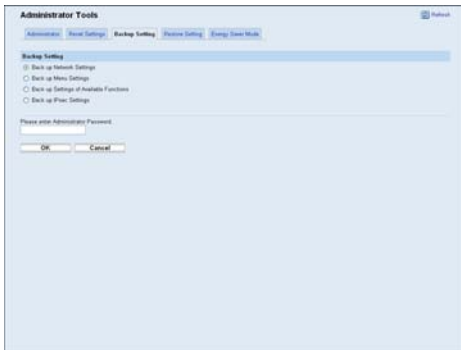 Administrator Tools
Refresh
Administrator Reset Settings Backup Setting Restore Setting Energy Saver Mode
Backup Setting
Back up Network Settings
Back up Menu Settings
Back up Settings of Available Functions
Back up IPsec Settings
Please enter Administrator Password.
OK Cancel